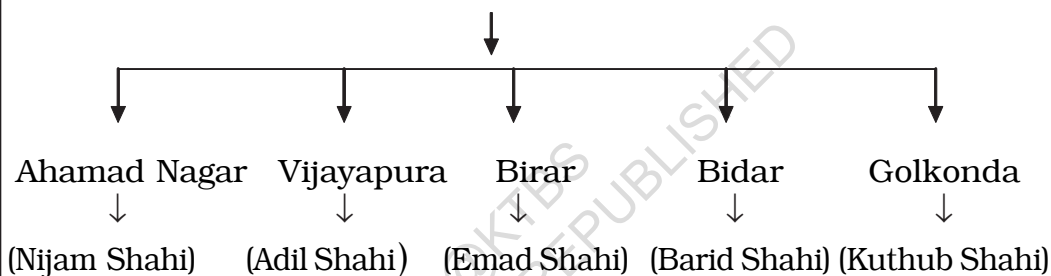 Ahamad Nagar Vijayapura Birar Bidar Golkonda
↓ ↓ ↓ ↓ ↓
(Nijam Shahi) (Adil Shahi) (Emad Shahi) (Barid Shahi) (Kuthub Shahi)